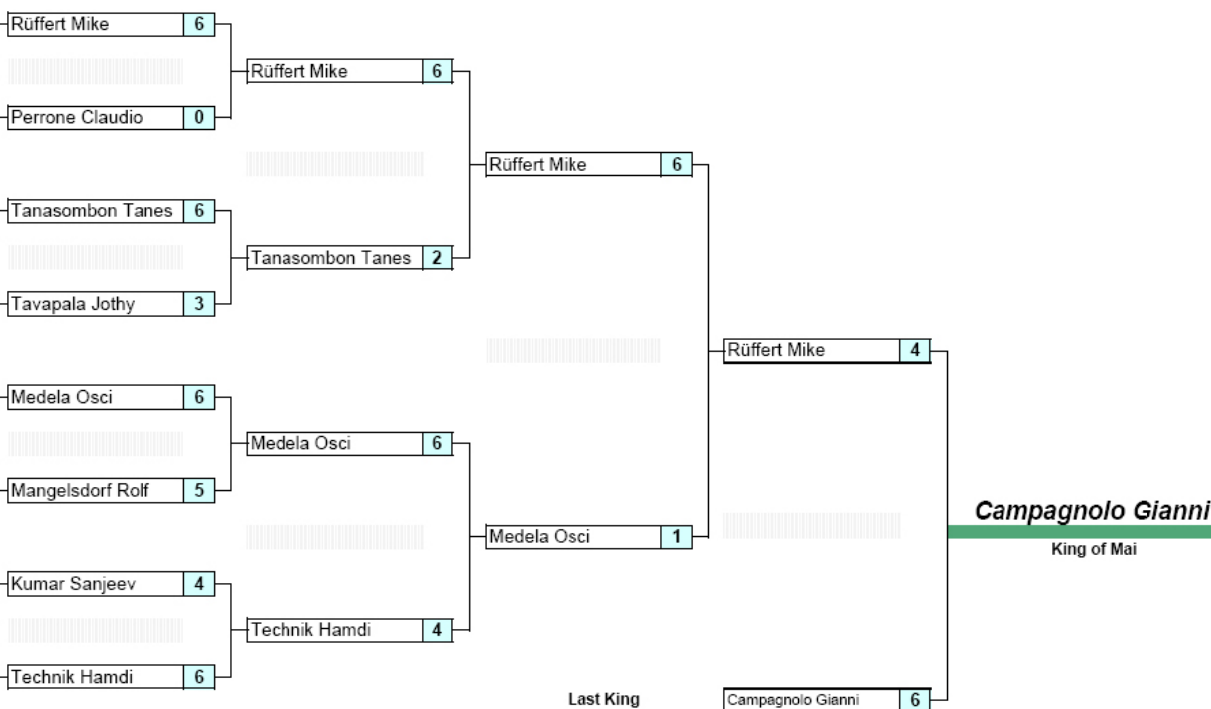 Rüffert Mike 6
Perrone Claudio 0
Tanasombon Tanes 6
Tavapala Jothy 3
Medela Osci 6
Mangelsdorf Rolf 5
Kumar Sanjeev 4
Technik Hamdi 6
Rüffert Mike 6
Tanasombon Tanes 2
Medela Osci 6
Technik Hamdi 4
Rüffert Mike 6
Medela Osci 1
Rüffert Mike 4
Last King Campagnolo Gianni 6
Campagnolo Gianni
King of Mai